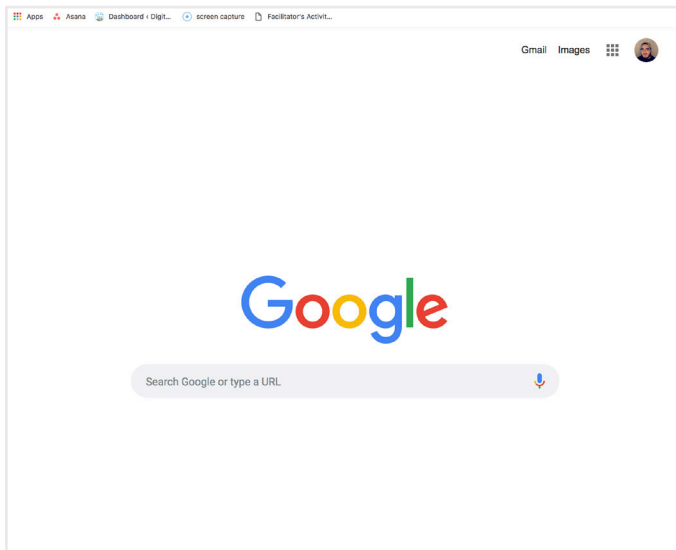 Apps Asana Dashboard ‹ Digit... screen capture Facilitator's Activit...
Gmail Images
Google
Search Google or type a URL